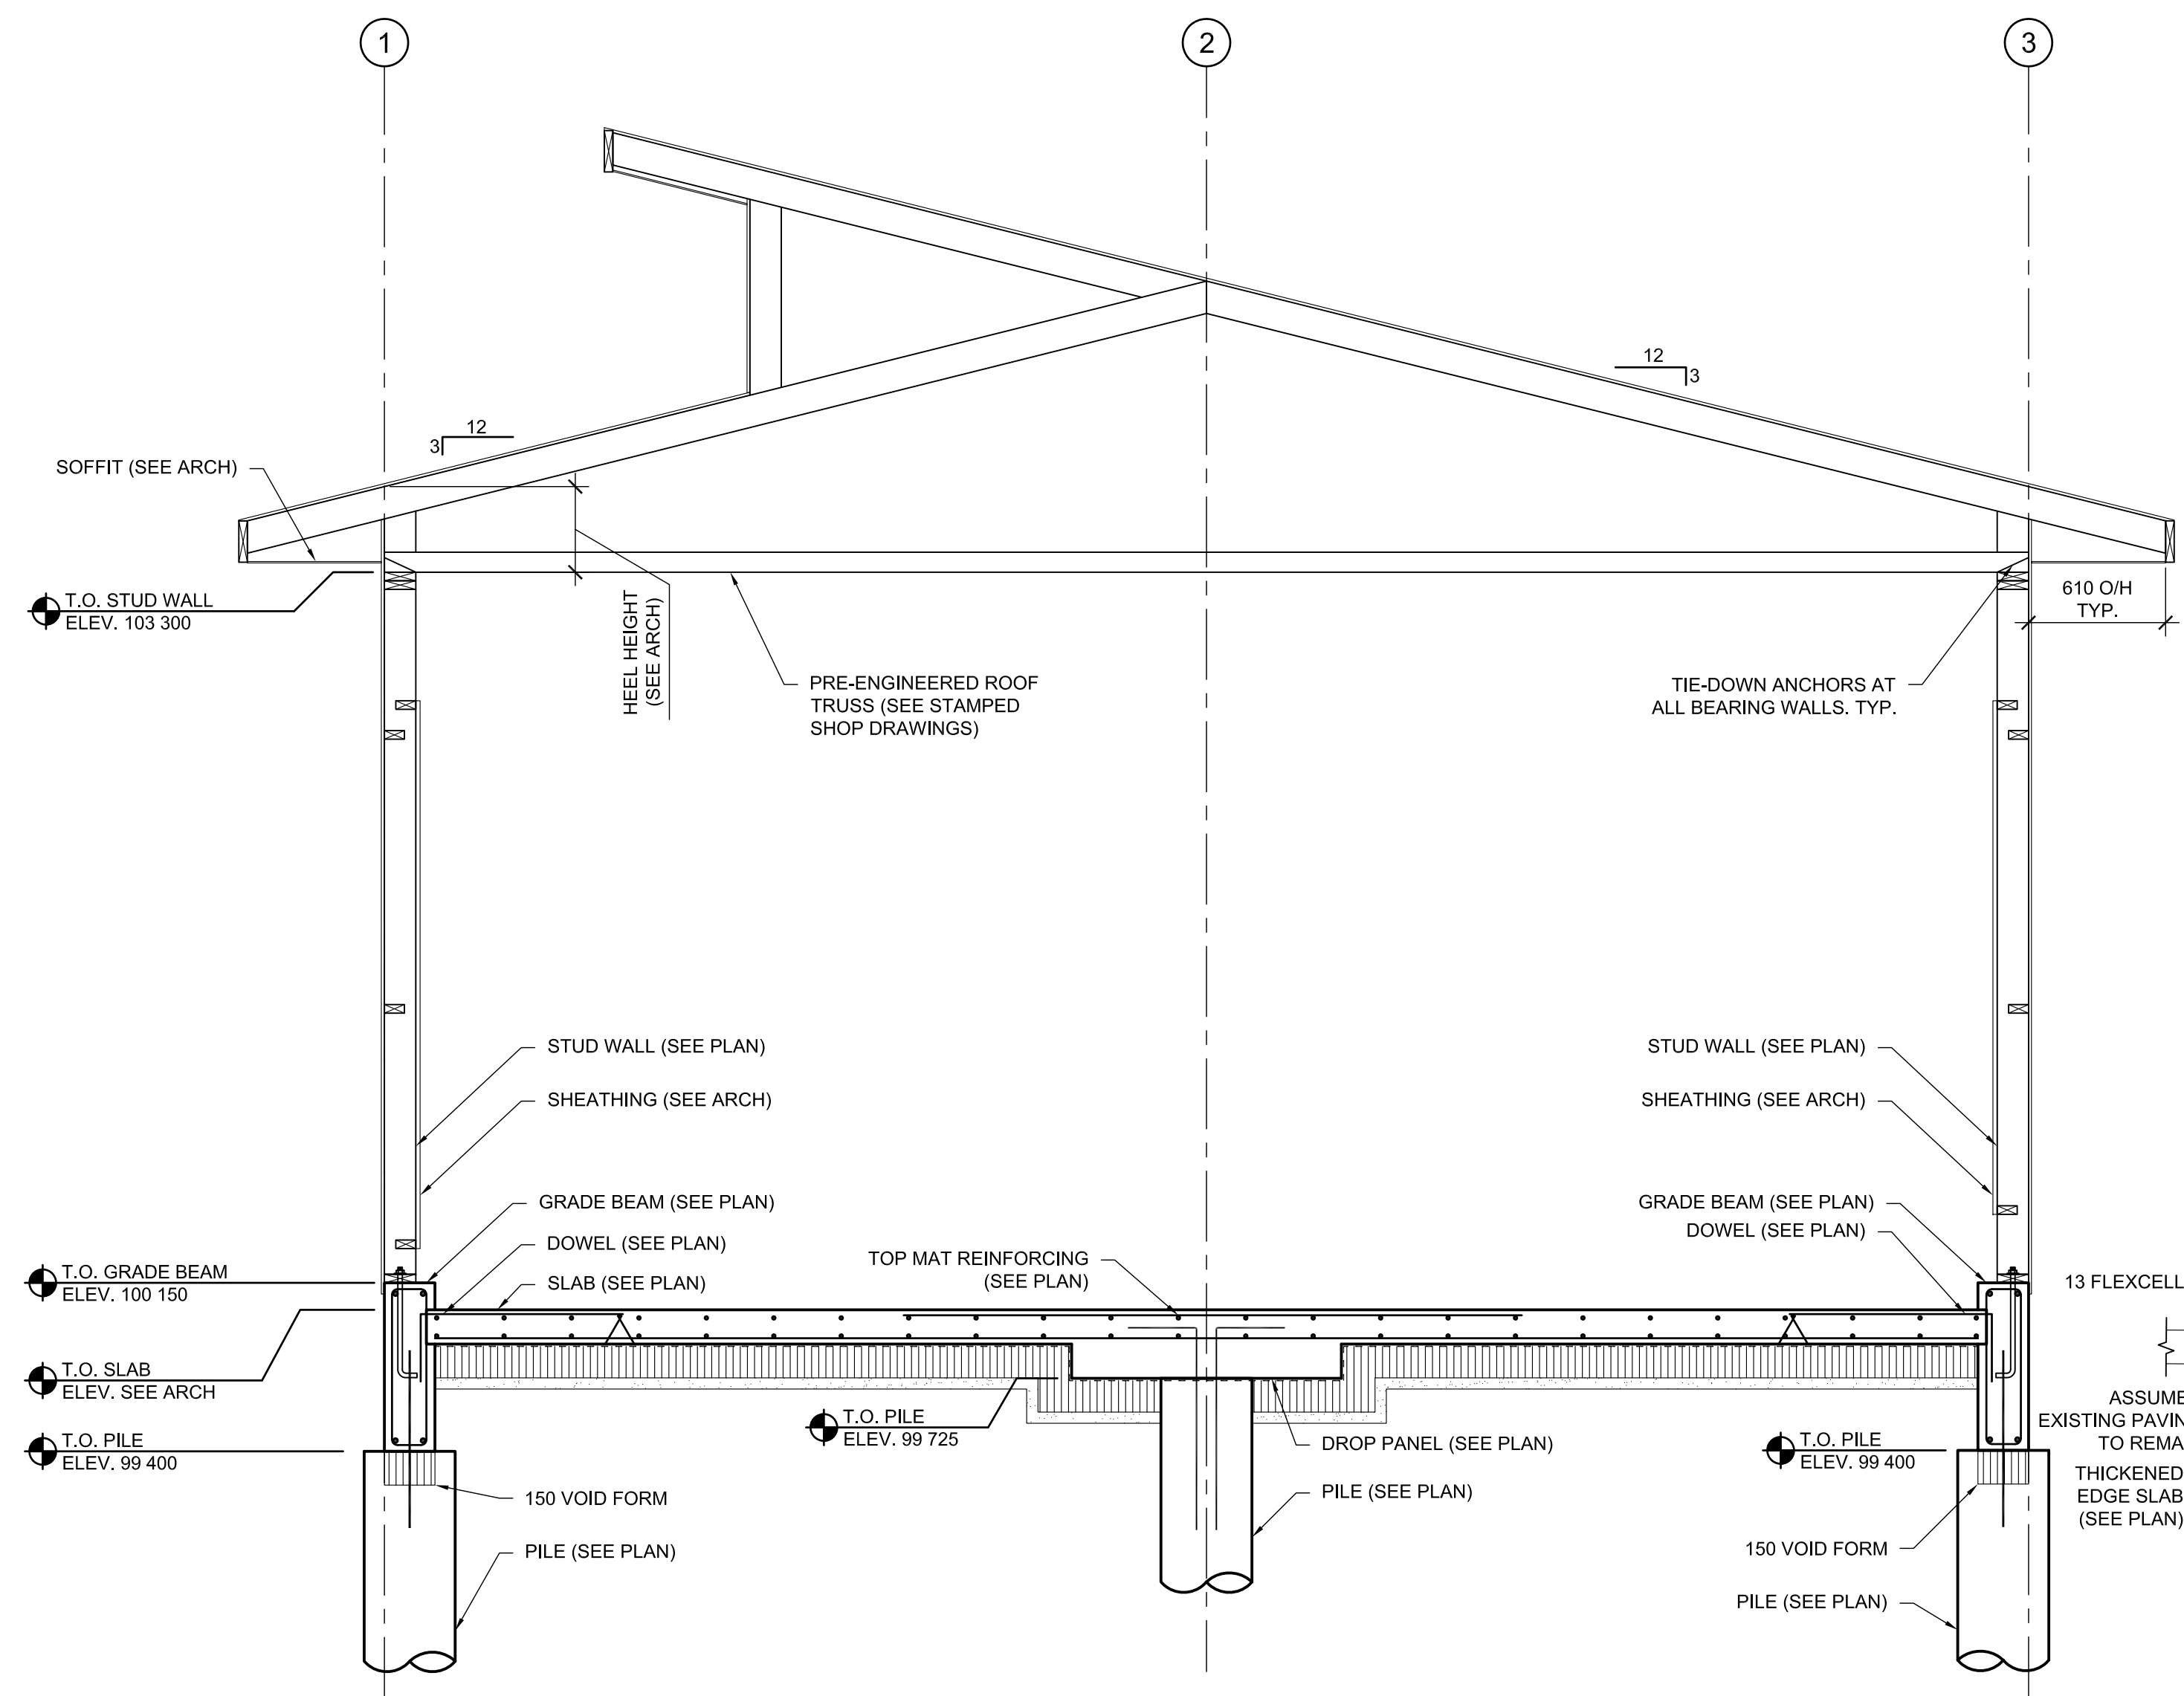 1
2
3
12
3
12
3
SOFFIT (SEE ARCH)
T.O. STUD WALL
ELEV. 103 300
HEEL HEIGHT
(SEE ARCH)
PRE-ENGINEERED ROOF
TRUSS (SEE STAMPED
SHOP DRAWINGS)
TIE-DOWN ANCHORS AT
ALL BEARING WALLS. TYP.
610 O/H
TYP.
STUD WALL (SEE PLAN)
SHEATHING (SEE ARCH)
STUD WALL (SEE PLAN)
SHEATHING (SEE ARCH)
GRADE BEAM (SEE PLAN)
DOWEL (SEE PLAN)
SLAB (SEE PLAN)
TOP MAT REINFORCING
(SEE PLAN)
GRADE BEAM (SEE PLAN)
DOWEL (SEE PLAN)
T.O. GRADE BEAM
ELEV. 100 150
T.O. SLAB
ELEV. SEE ARCH
T.O. PILE
ELEV. 99 400
T.O. PILE
ELEV. 99 725
DROP PANEL (SEE PLAN)
PILE (SEE PLAN)
T.O. PILE
ELEV. 99 400
150 VOID FORM
PILE (SEE PLAN)
150 VOID FORM
PILE (SEE PLAN)
13 FLEXCELL
ASSUME
EXISTING PAVIN
TO REMA
THICKENED
EDGE SLAB
(SEE PLAN)